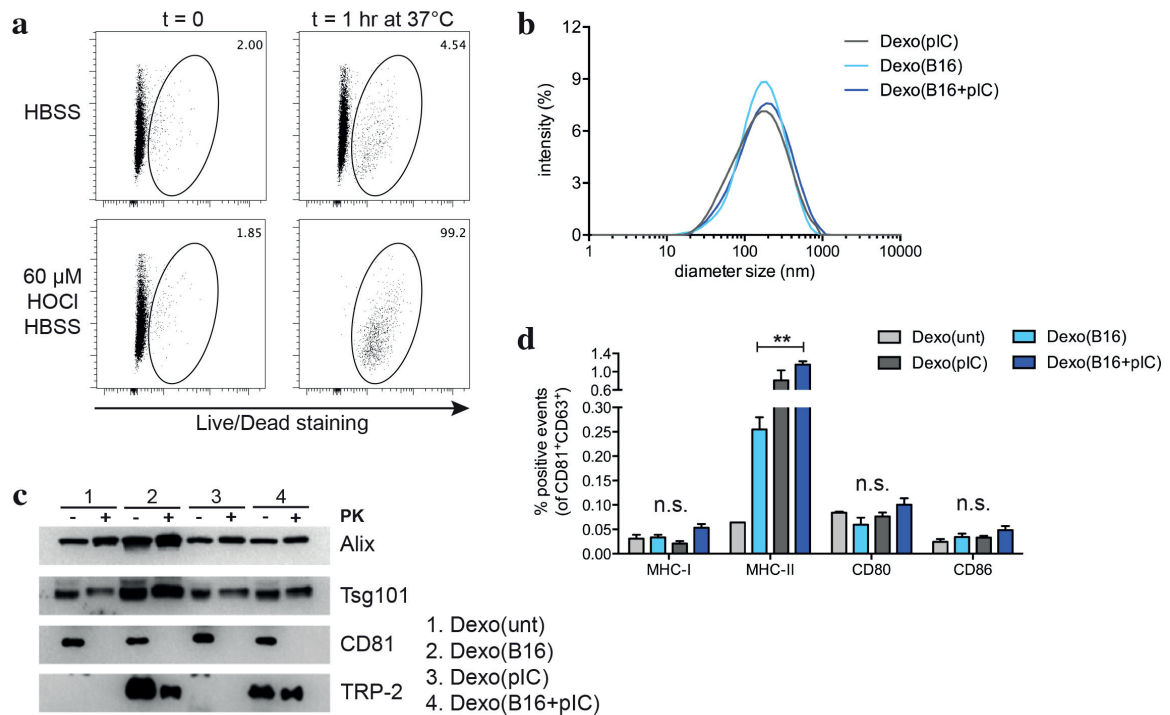 a
t = 0
t = 1 hr at 37°C
HBSS
2.00
4.54
60 µM
HOCl
HBSS
1.85
99.2
Live/Dead staining
b
12
9
6
3
0
intensity (%)
1
10
100
1000
10000
diameter size (nm)
Dexo(pIC)
Dexo(B16)
Dexo(B16+pIC)
c
1 2 3 4
- + - + - + - + PK
Alix
Tsg101
CD81
TRP-2
1. Dexo(unt)
2. Dexo(B16)
3. Dexo(pIC)
4. Dexo(B16+pIC)
d
Dexo(unt)
Dexo(B16)
Dexo(pIC)
Dexo(B16+pIC)
% positive events
(of CD81⁺CD63⁺)
1.4
1.0
0.6
0.30
0.25
0.20
0.15
0.10
0.05
0.00
n.s.
**
n.s.
n.s.
MHC-I
MHC-II
CD80
CD86